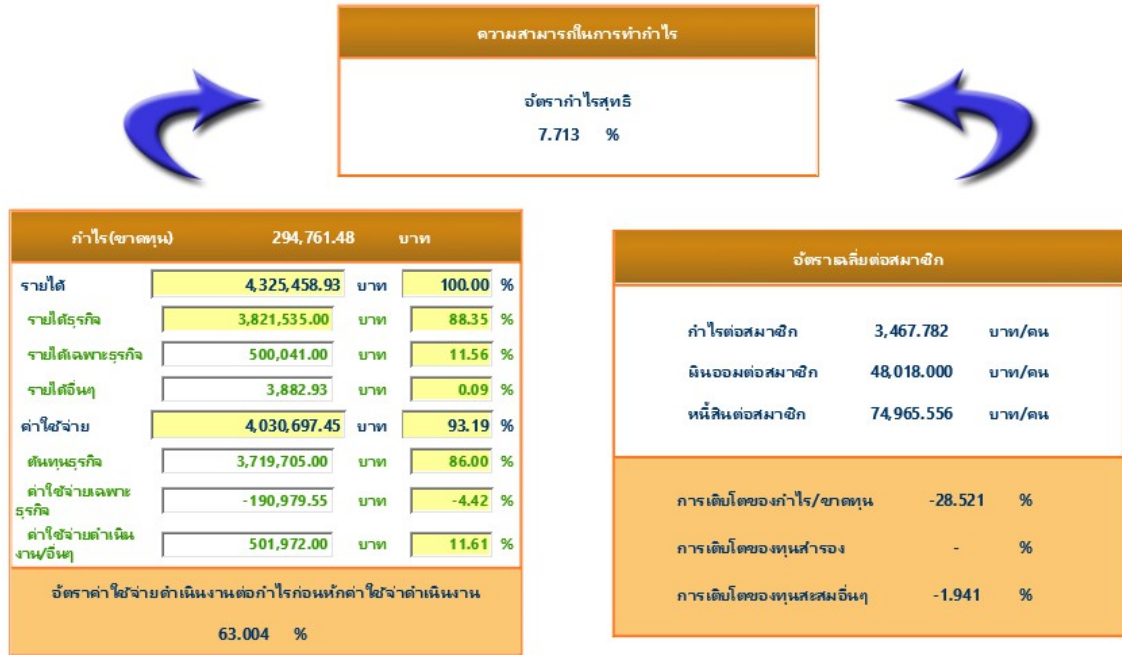 ความสามารถในการทำกำไร
อัตรากำไรสุทธิ
7.713 %
กำไร(ขาดทุน) 294,761.48 บาท
รายได้ 4,325,458.93 บาท 100.00 %
รายได้ธุรกิจ 3,821,535.00 บาท 88.35 %
รายได้เฉพาะธุรกิจ 500,041.00 บาท 11.56 %
รายได้อื่นๆ 3,882.93 บาท 0.09 %
ค่าใช้จ่าย 4,030,697.45 บาท 93.19 %
ต้นทุนธุรกิจ 3,719,705.00 บาท 86.00 %
ค่าใช้จ่ายเฉพาะ
ธุรกิจ -190,979.55 บาท -4.42 %
ค่าใช้จ่ายดำเนิน
งาน/อื่นๆ 501,972.00 บาท 11.61 %
อัตราค่าใช้จ่ายดำเนินงานต่อกำไรก่อนหักค่าใช้จ่าดำเนินงาน
63.004 %
อัตราเฉลี่ยต่อสมาชิก
กำไรต่อสมาชิก 3,467.782 บาท/คน
เงินออมต่อสมาชิก 48,018.000 บาท/คน
หนี้สินต่อสมาชิก 74,965.556 บาท/คน
การเติบโตของกำไร/ขาดทุน -28.521 %
การเติบโตของทุนสำรอง - %
การเติบโตของทุนสะสมอื่นๆ -1.941 %